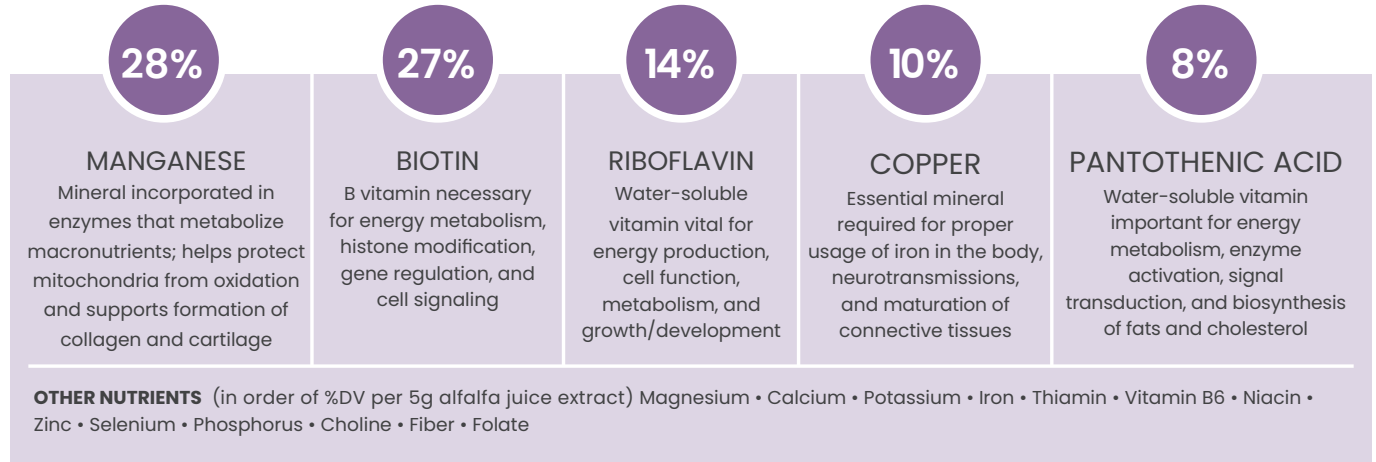 28%
MANGANESE
Mineral incorporated in
enzymes that metabolize
macronutrients; helps protect
mitochondria from oxidation
and supports formation of
collagen and cartilage
27%
BIOTIN
B vitamin necessary
for energy metabolism,
histone modification,
gene regulation, and
cell signaling
14%
RIBOFLAVIN
Water-soluble
vitamin vital for
energy production,
cell function,
metabolism, and
growth/development
10%
COPPER
Essential mineral
required for proper
usage of iron in the body,
neurotransmissions,
and maturation of
connective tissues
8%
PANTOTHENIC ACID
Water-soluble vitamin
important for energy
metabolism, enzyme
activation, signal
transduction, and biosynthesis
of fats and cholesterol
OTHER NUTRIENTS (in order of %DV per 5g alfalfa juice extract) Magnesium • Calcium • Potassium • Iron • Thiamin • Vitamin B6 • Niacin •
Zinc • Selenium • Phosphorus • Choline • Fiber • Folate